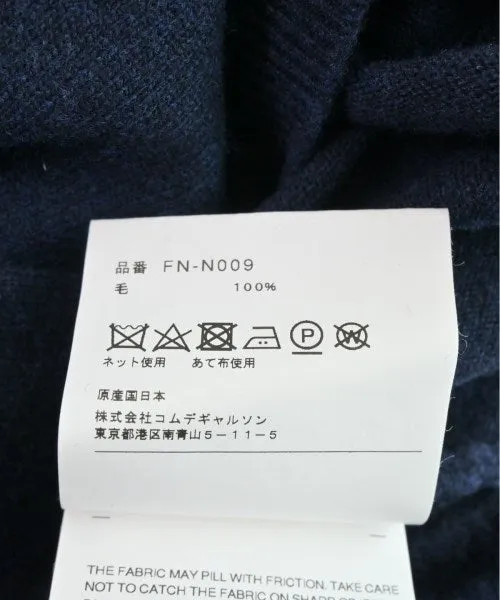 品番 FN-N009
毛 100%
P W
ネット使用 あて布使用
原産国日本
株式会社コムデギャルソン
東京都港区南青山5-11-5
THE FABRIC MAY PILL WITH FRICTION. TAKE CARE
NOT TO CATCH THE FABRIC ON SHARP OR